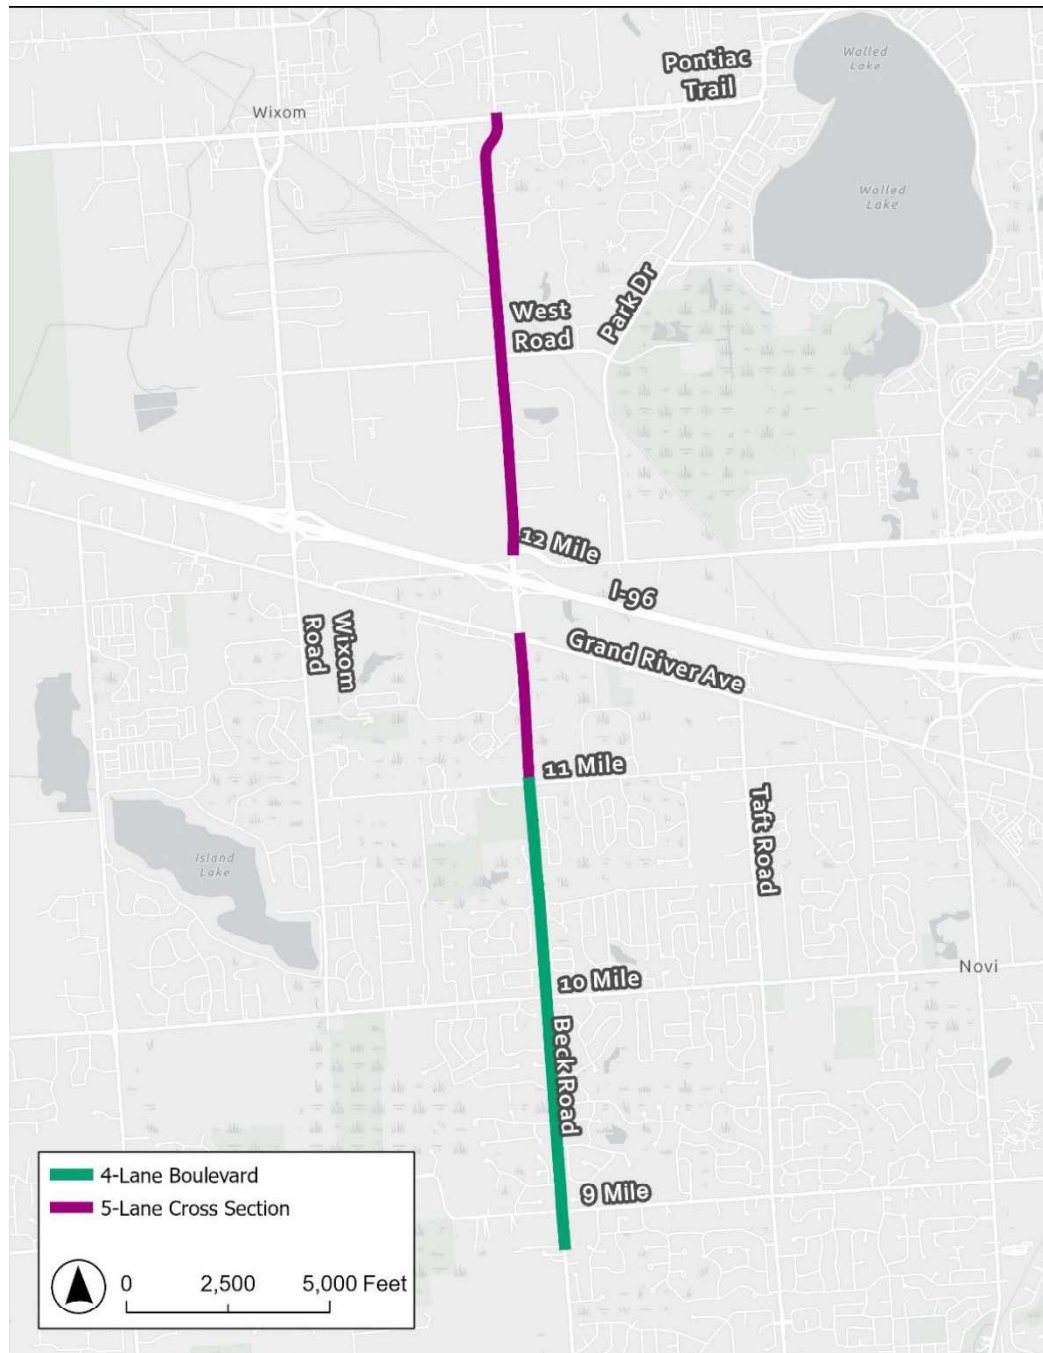 Walled
Lake
Pontiac
Trail
Wixom
Walled
Lake
West
Road
Park Dr
12 Mile
I-96
Wixom
Road
Grand River Ave
11 Mile
Taft Road
Island
Lake
10 Mile
Novi
Beck Road
9 Mile
4-Lane Boulevard
5-Lane Cross Section
0 2,500 5,000 Feet